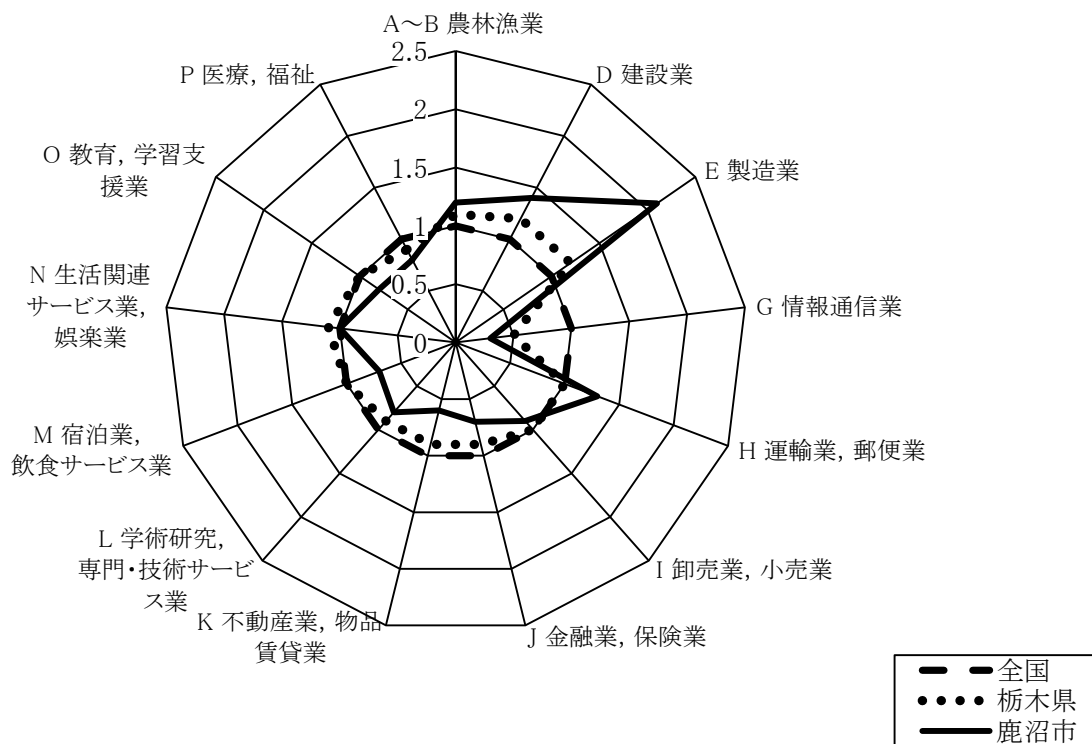 A～B 農林漁業
2.5
P 医療, 福祉
D 建設業
2
O 教育, 学習支
援業
E 製造業
1.5
1
N 生活関連
サービス業,
娯楽業
0.5
G 情報通信業
0
M 宿泊業,
飲食サービス業
H 運輸業, 郵便業
L 学術研究,
専門・技術サービ
ス業
I 卸売業, 小売業
K 不動産業, 物品
賃貸業
J 金融業, 保険業
全国
栃木県
鹿沼市